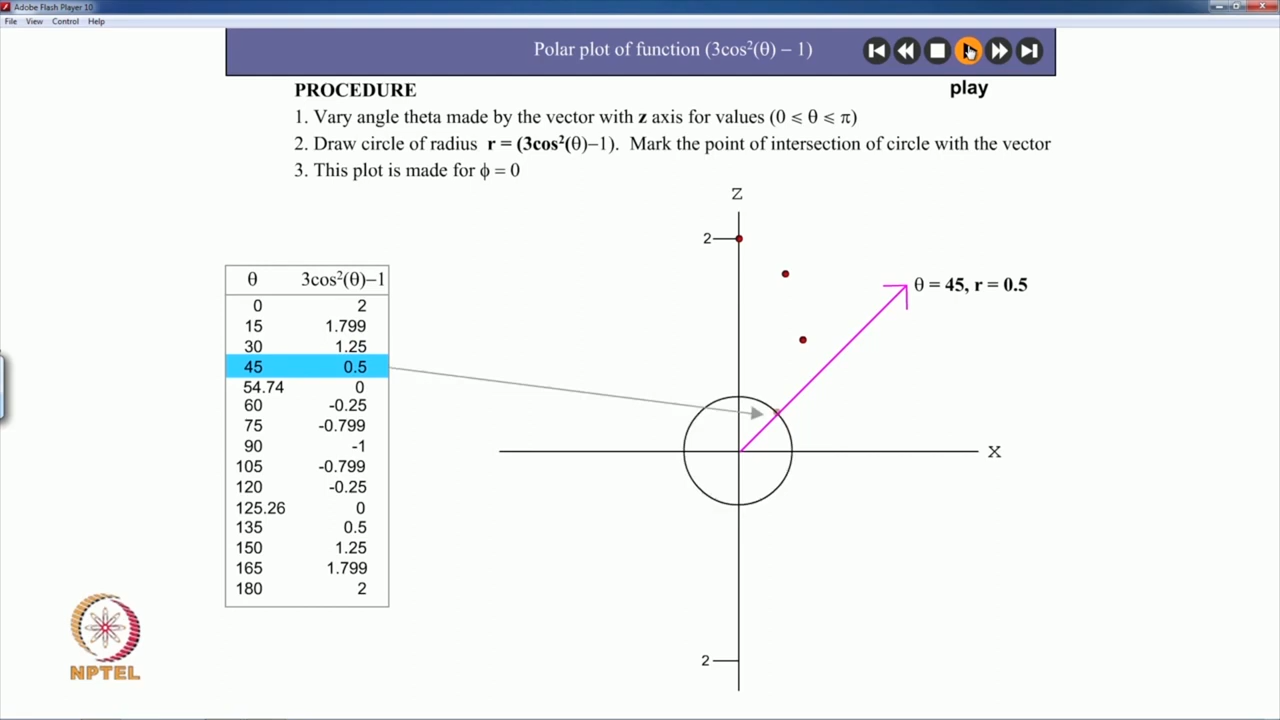 Adobe Flash Player 10
File View Control Help
Polar plot of function (3cos²(θ) – 1)
play
PROCEDURE
1. Vary angle theta made by the vector with z axis for values (0 ⩽ θ ⩽ π)
2. Draw circle of radius r = (3cos²(θ)–1). Mark the point of intersection of circle with the vector
3. This plot is made for ϕ = 0
Z
2
θ = 45, r = 0.5
θ 3cos²(θ)–1
0 2
15 1.799
30 1.25
45 0.5
54.74 0
60 -0.25
75 -0.799
90 -1
105 -0.799
120 -0.25
125.26 0
135 0.5
150 1.25
165 1.799
180 2
X
2
NPTEL